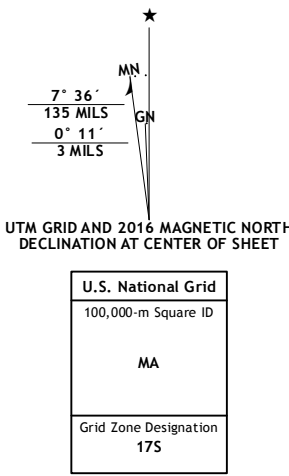 ★
MN
7° 36´
135 MILS
GN
0° 11´
3 MILS
UTM GRID AND 2016 MAGNETIC NORTH
DECLINATION AT CENTER OF SHEET
U.S. National Grid
100,000-m Square ID
MA
Grid Zone Designation
17S